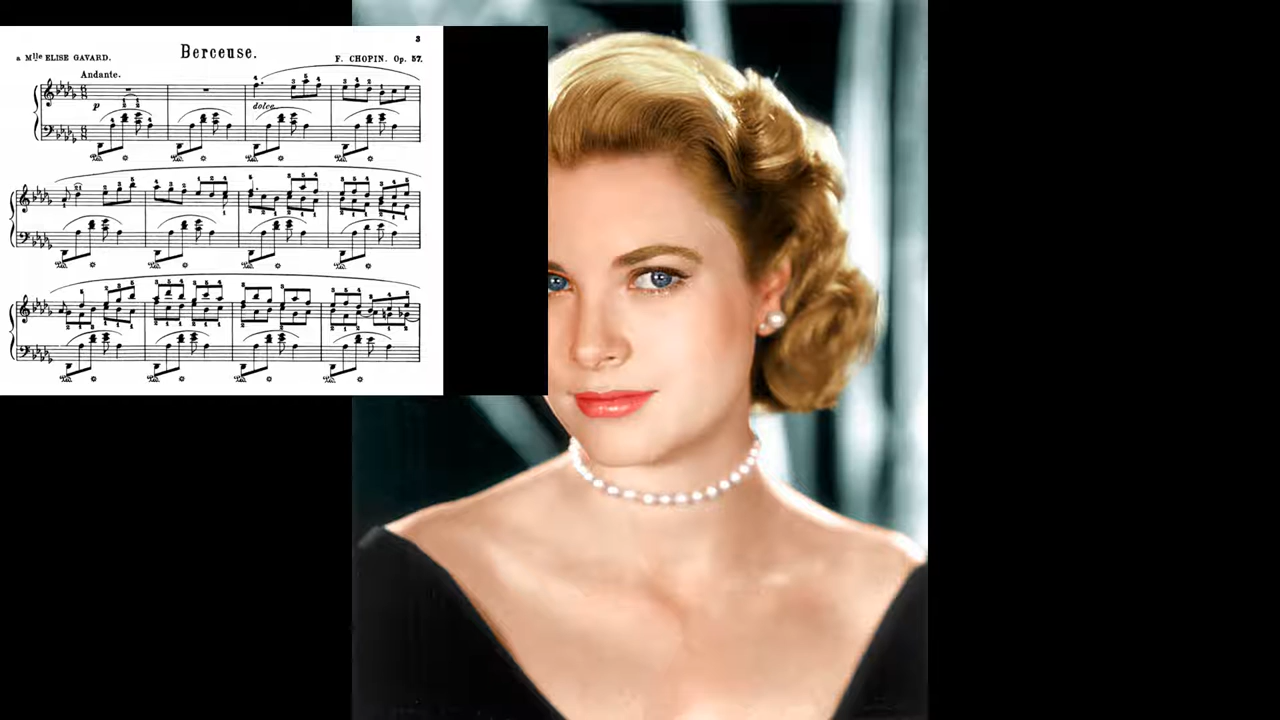 3
Berceuse.
a Mlle ELISE GAVARD.
F. CHOPIN. Op. 57.
Andante.
p
dolce